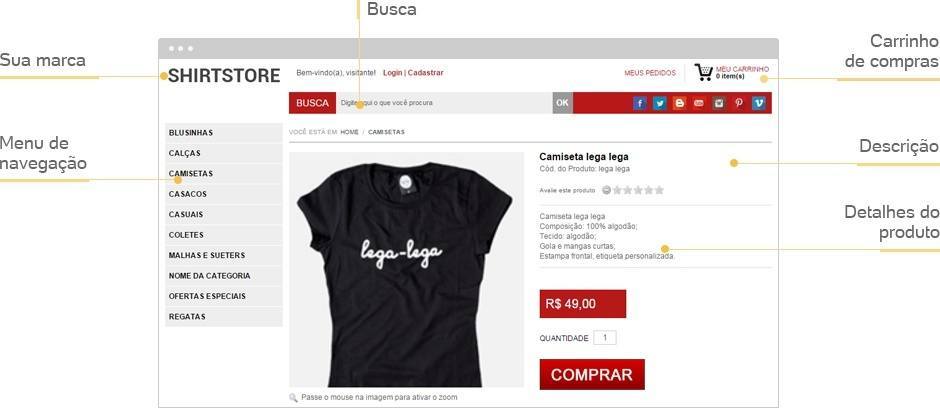 Busca
Sua marca
Carrinho
de compras
SHIRTSTORE
Bem-vindo(a), visitante! Login | Cadastrar
MEUS PEDIDOS
MEU CARRINHO
0 item(s)
BUSCA
Digite aqui o que você procura
OK
Menu de
navegação
BLUSINHAS
CALÇAS
CAMISETAS
CASACOS
CASUAIS
COLETES
MALHAS E SUETERS
NOME DA CATEGORIA
OFERTAS ESPECIAIS
REGATAS
VOCÊ ESTÁ EM HOME / CAMISETAS
lega-lega
Passe o mouse na imagem para ativar o zoom
Camiseta lega lega
Cód. do Produto: lega lega
Avalie este produto
Descrição
Detalhes do
produto
Camiseta lega lega
Composição: 100% algodão;
Tecido: algodão;
Gola e mangas curtas;
Estampa frontal, etiqueta personalizada.
R$ 49,00
QUANTIDADE 1
COMPRAR